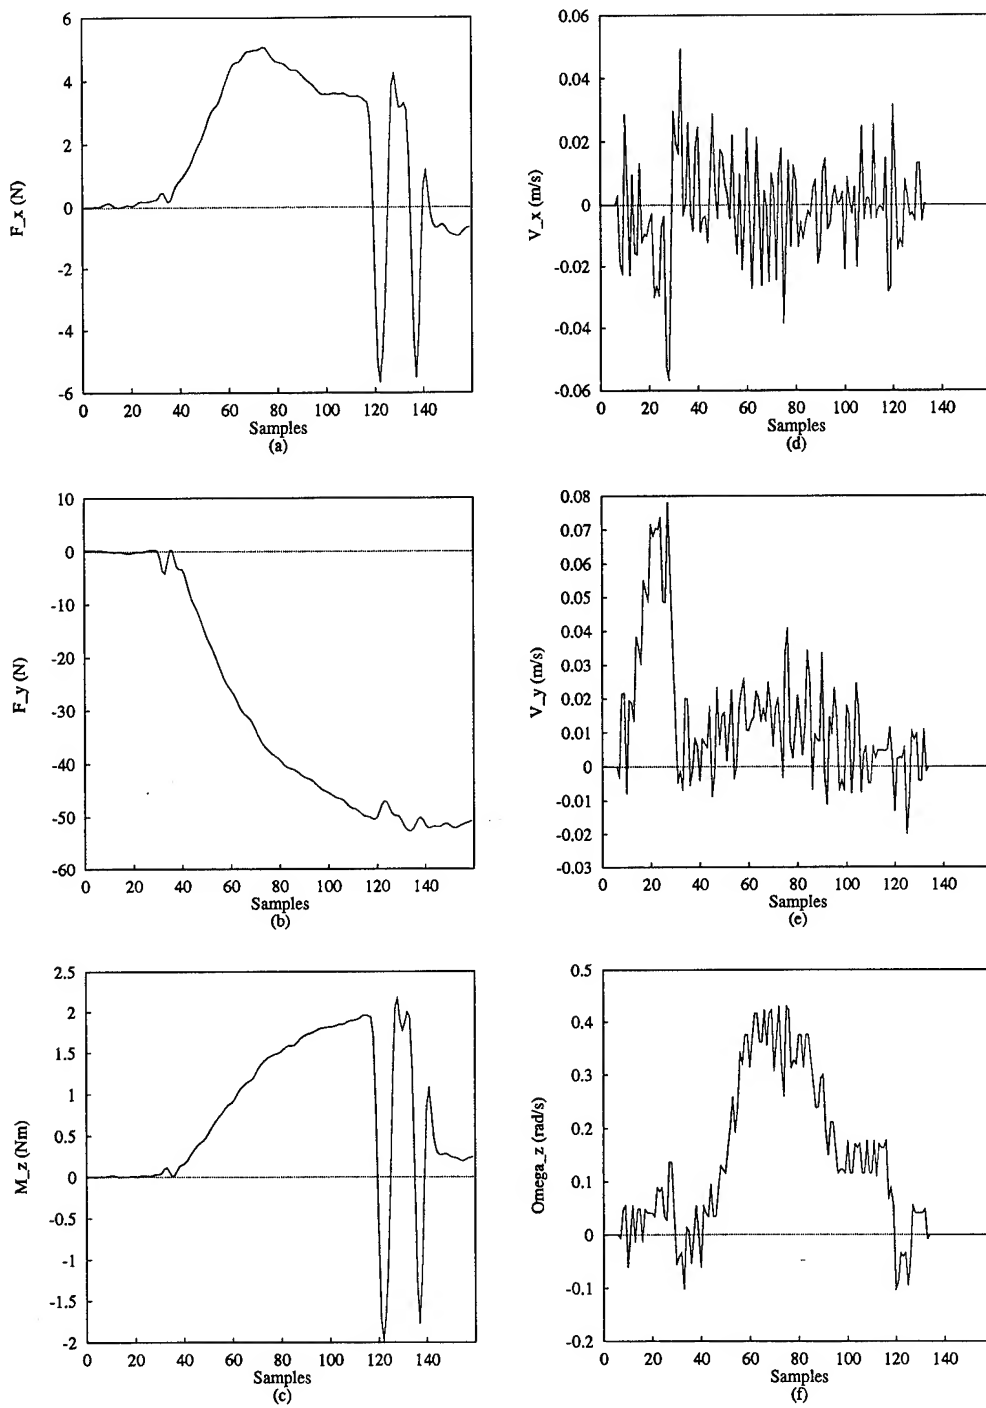 6
4
2
0
-2
-4
-6
F_x (N)
0 20 40 60 80 100 120 140
Samples
(a)
0.06
0.04
0.02
0
-0.02
-0.04
-0.06
V_x (m/s)
0 20 40 60 80 100 120 140 160
Samples
(d)
10
0
-10
-20
-30
-40
-50
-60
F_y (N)
0 20 40 60 80 100 120 140
Samples
(b)
0.08
0.07
0.06
0.05
0.04
0.03
0.02
0.01
0
-0.01
-0.02
-0.03
V_y (m/s)
0 20 40 60 80 100 120 140 160
Samples
(e)
2.5
2
1.5
1
0.5
0
-0.5
-1
-1.5
-2
M_z (Nm)
0 20 40 60 80 100 120 140
Samples
(c)
0.5
0.4
0.3
0.2
0.1
0
-0.1
-0.2
Omega_z (rad/s)
0 20 40 60 80 100 120 140 160
Samples
(f)